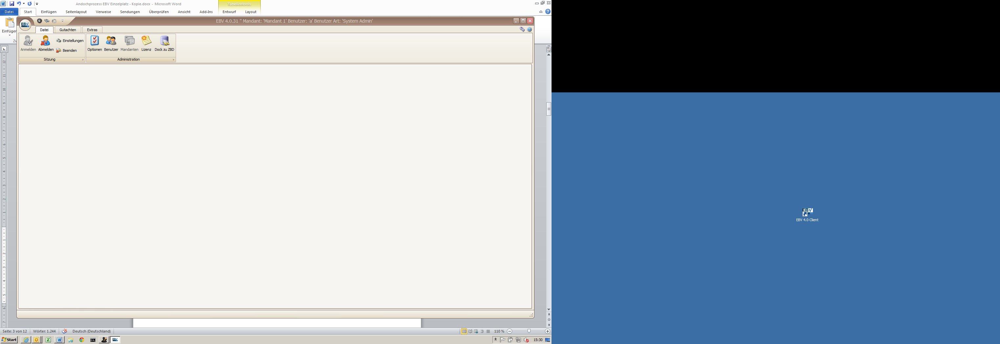 Andochprozess EBV Einzelplatz - Kopie.docx - Microsoft Word
Tabellentools
Datei Start Einfügen Seitenlayout Verweise Sendungen Überprüfen Ansicht Add-Ins Entwurf Layout
EBV 4.0.31 '' Mandant: 'Mandant 1' Benutzer: 'a' Benutzer Art: 'System Admin'
EBV
Einfügen
Datei Gutachten Extras
Einstellungen
Anmelden Abmelden Beenden Optionen Benutzer Mandanten Lizenz Dock zu ZBD
Sitzung Administration
EBV
EBV 4.0 Client
Seite: 3 von 12 Wörter: 1.244 Deutsch (Deutschland) 110 %
Start EBV 15:30